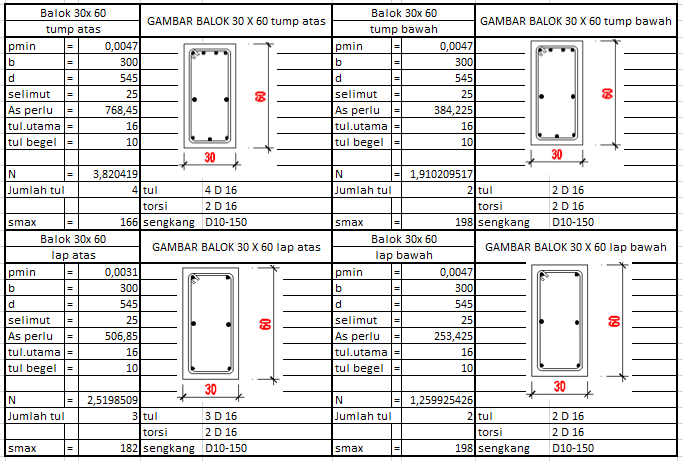 Balok 30x 60
tump atas
GAMBAR BALOK 30 X 60 tump atas
pmin = 0,0047
b = 300
d = 545
selimut = 25
As perlu = 768,45
tul.utama = 16
tul begel = 10
60
30
N = 3,820419
Jumlah tul 4 tul 4 D 16
torsi 2 D 16
smax = 166 sengkang D10-150
Balok 30x 60
tump bawah
GAMBAR BALOK 30 X 60 tump bawah
pmin = 0,0047
b = 300
d = 545
selimut = 25
As perlu = 384,225
tul.utama = 16
tul begel = 10
60
30
N = 1,910209517
Jumlah tul 2 tul 2 D 16
torsi 2 D 16
smax = 198 sengkang D10-150
Balok 30x 60
lap atas
GAMBAR BALOK 30 X 60 lap atas
pmin = 0,0031
b = 300
d = 545
selimut = 25
As perlu = 506,85
tul.utama = 16
tul begel = 10
60
30
N = 2,5198509
Jumlah tul 3 tul 3 D 16
torsi 2 D 16
smax = 182 sengkang D10-150
Balok 30x 60
lap bawah
GAMBAR BALOK 30 X 60 lap bawah
pmin = 0,0047
b = 300
d = 545
selimut = 25
As perlu = 253,425
tul.utama = 16
tul begel = 10
60
30
N = 1,259925426
Jumlah tul 2 tul 2 D 16
torsi 2 D 16
smax = 198 sengkang D10-150